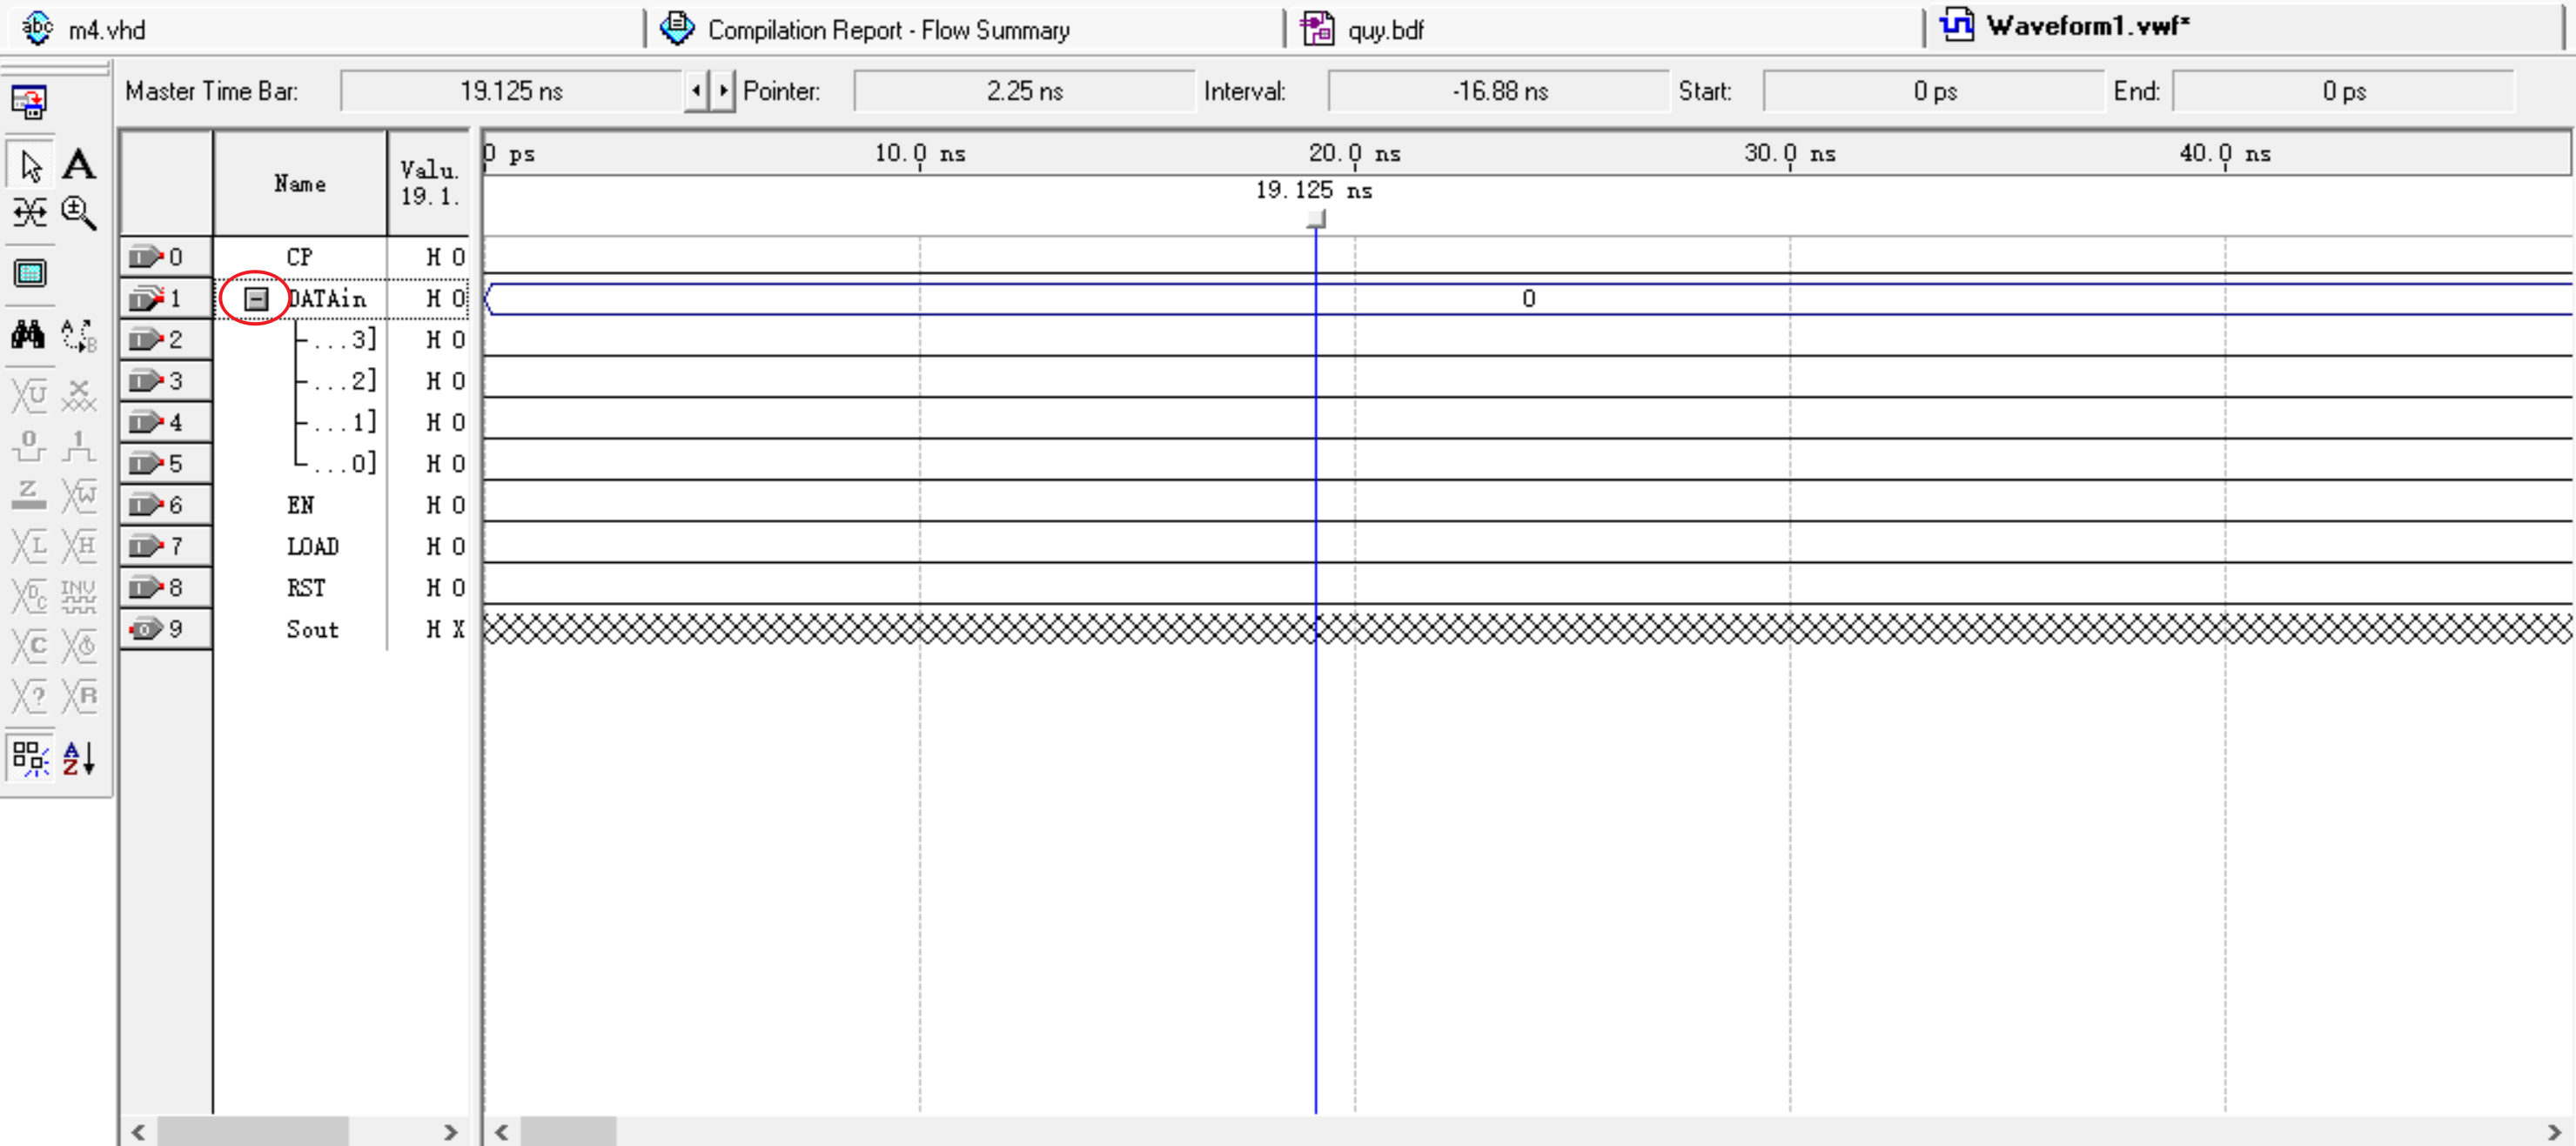 m4.vhd
Compilation Report - Flow Summary
quy.bdf
Waveform1.vwf*
Master Time Bar: 19.125 ns Pointer: 2.25 ns Interval: -16.88 ns Start: 0 ps End: 0 ps
Name
Valu.
19.1.
0 ps 10.0 ns 20.0 ns 30.0 ns 40.0 ns
19.125 ns
0 CP H 0
1 DATAin H 0 0
2 ...3] H 0
3 ...2] H 0
4 ...1] H 0
5 ...0] H 0
6 EN H 0
7 LOAD H 0
8 RST H 0
9 Sout H X